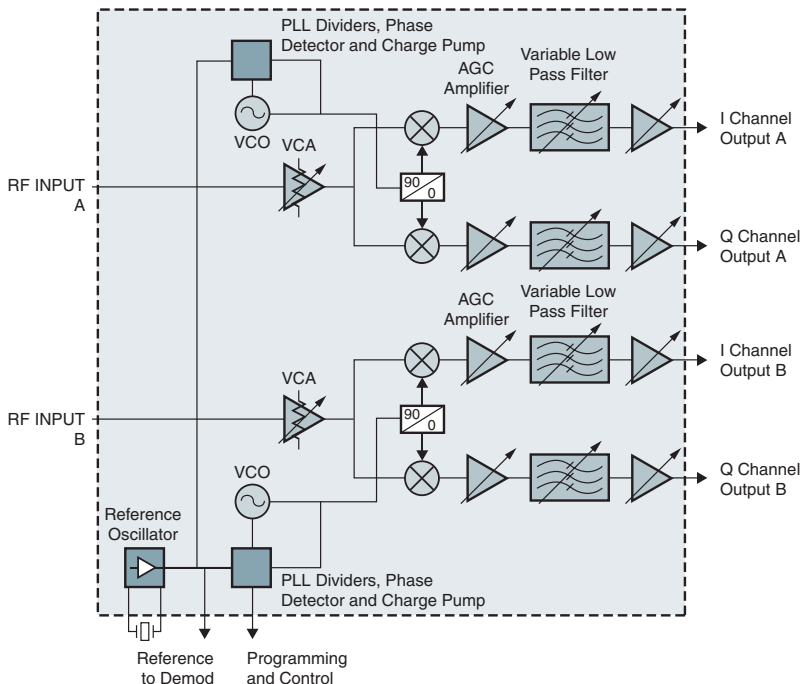 PLL Dividers, Phase
Detector and Charge Pump
VCO
VCA
AGC
Amplifier
Variable Low
Pass Filter
I Channel
Output A
RF INPUT
A
90
0
Q Channel
Output A
AGC
Amplifier
Variable Low
Pass Filter
I Channel
Output B
VCA
RF INPUT
B
90
0
VCO
Q Channel
Output B
Reference
Oscillator
PLL Dividers, Phase
Detector and Charge Pump
Reference
to Demod
Programming
and Control